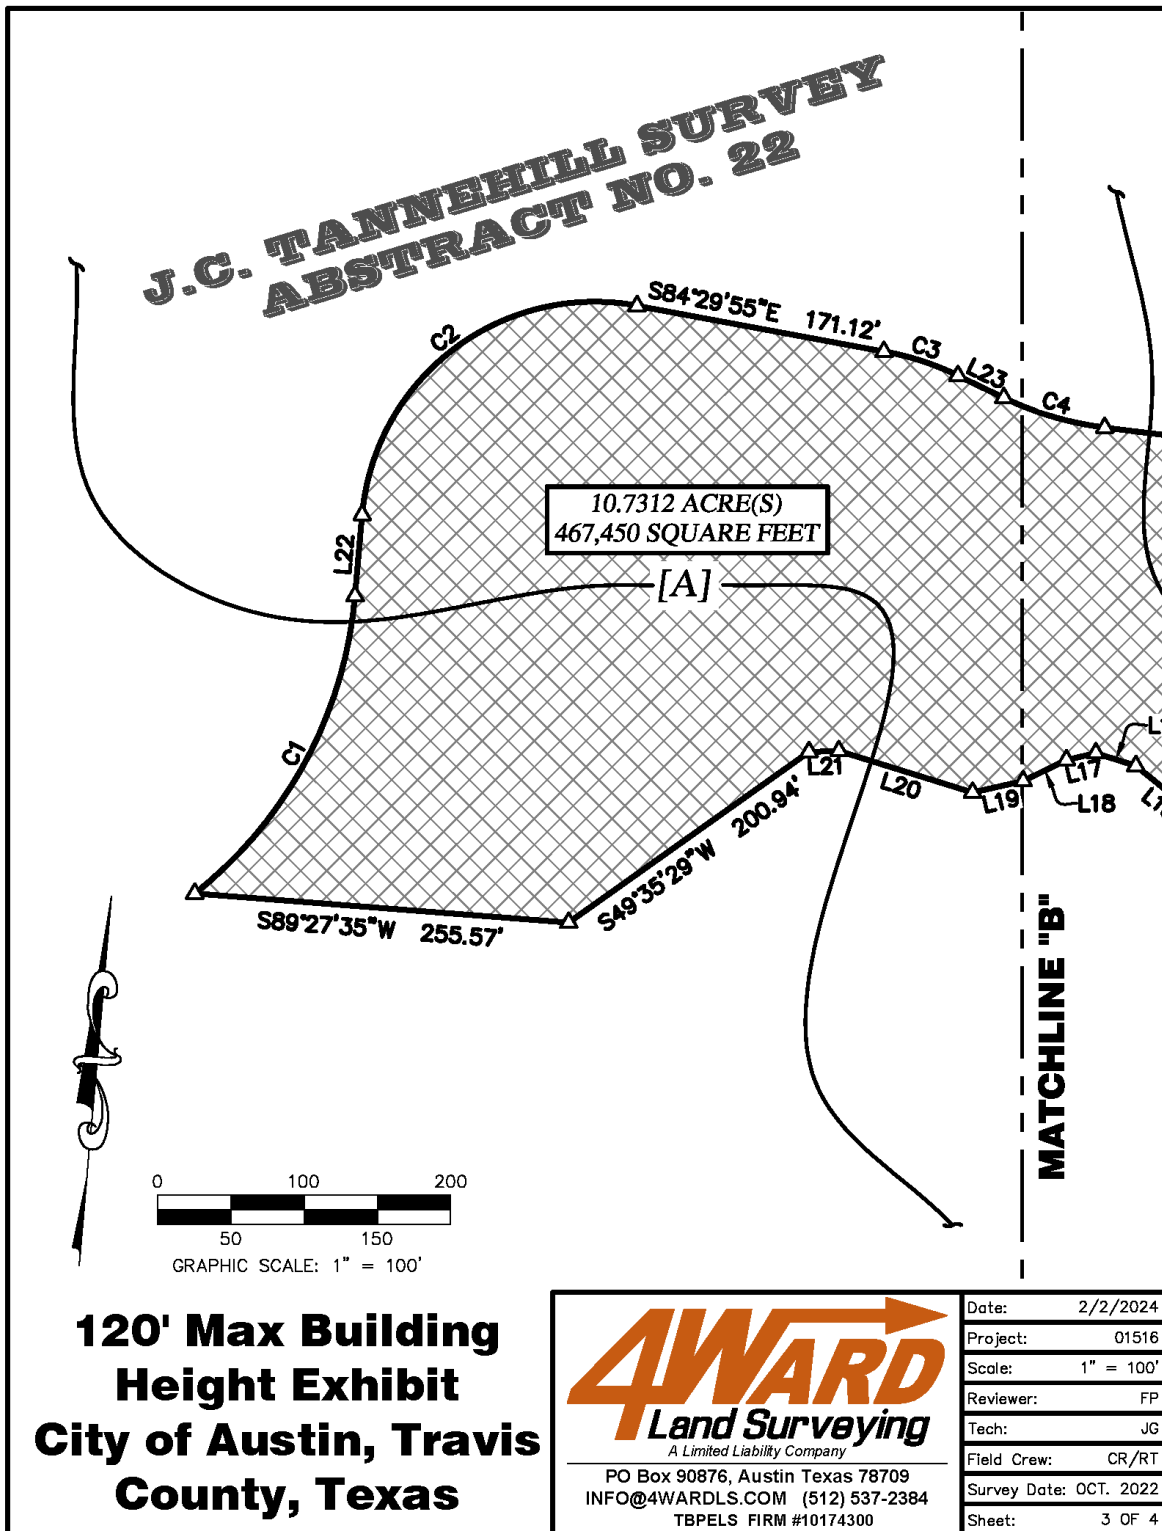 J.C. TANNEHILL SURVEY
ABSTRACT NO. 22
S84°29'55"E 171.12'
C2
C3
L23
C4
10.7312 ACRE(S)
467,450 SQUARE FEET
[A]
L22
C1
L21
L20
L19
L17
L18
200.94'
S49°35'29"W
S89°27'35"W 255.57'
MATCHLINE "B"
0 100 200
50 150
GRAPHIC SCALE: 1" = 100'
120' Max Building
Height Exhibit
City of Austin, Travis
County, Texas
4WARD
Land Surveying
A Limited Liability Company
PO Box 90876, Austin Texas 78709
INFO@4WARDLS.COM (512) 537-2384
TBPELS FIRM #10174300
Date: 2/2/2024
Project: 01516
Scale: 1" = 100'
Reviewer: FP
Tech: JG
Field Crew: CR/RT
Survey Date: OCT. 2022
Sheet: 3 OF 4